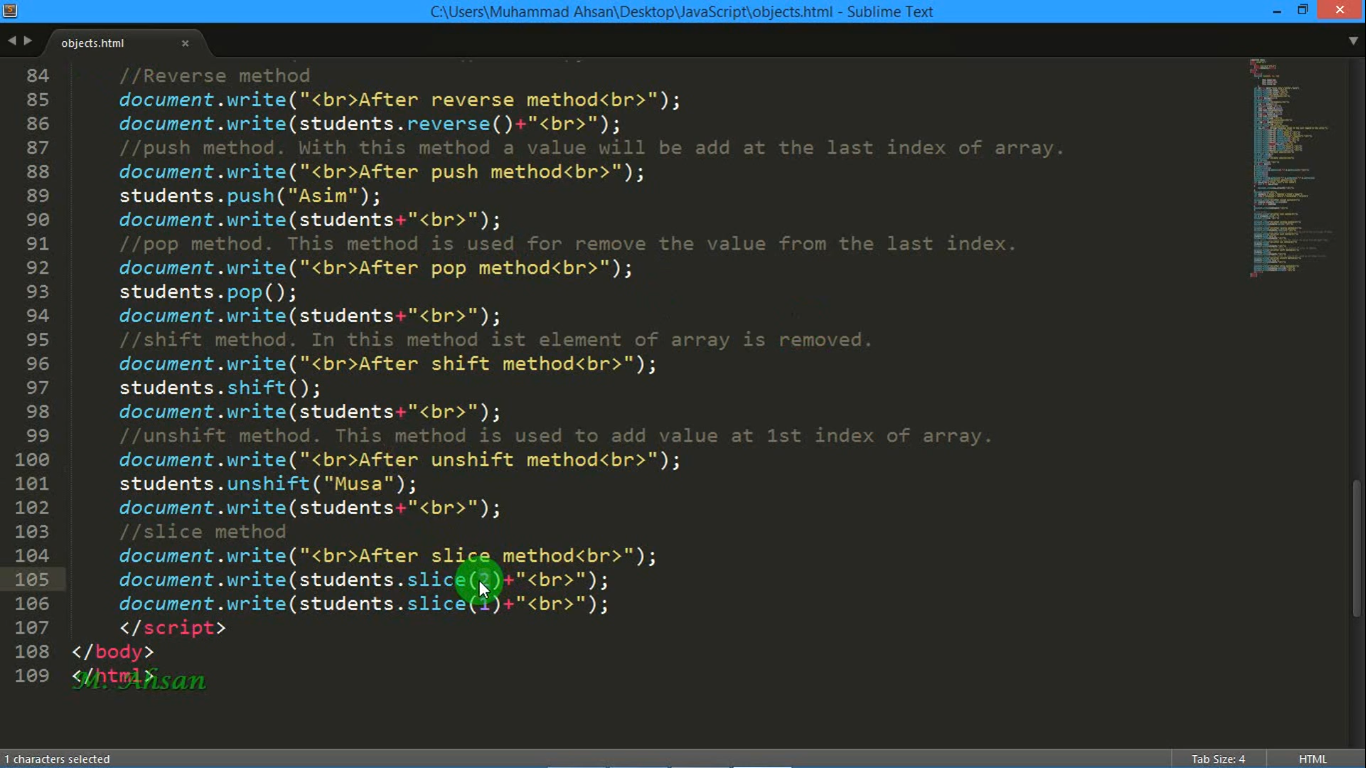 C:\Users\Muhammad Ahsan\Desktop\JavaScript\objects.html - Sublime Text
objects.html ×
84 //Reverse method
85 document.write("<br>After reverse method<br>");
86 document.write(students.reverse()+"<br>");
87 //push method. With this method a value will be add at the last index of array.
88 document.write("<br>After push method<br>");
89 students.push("Asim");
90 document.write(students+"<br>");
91 //pop method. This method is used for remove the value from the last index.
92 document.write("<br>After pop method<br>");
93 students.pop();
94 document.write(students+"<br>");
95 //shift method. In this method ist element of array is removed.
96 document.write("<br>After shift method<br>");
97 students.shift();
98 document.write(students+"<br>");
99 //unshift method. This method is used to add value at 1st index of array.
100 document.write("<br>After unshift method<br>");
101 students.unshift("Musa");
102 document.write(students+"<br>");
103 //slice method
104 document.write("<br>After slice method<br>");
105 document.write(students.slice(2)+"<br>");
106 document.write(students.slice(1)+"<br>");
107 </script>
108 </body>
109 </html>
M. Ahsan
1 characters selected
Tab Size: 4
HTML